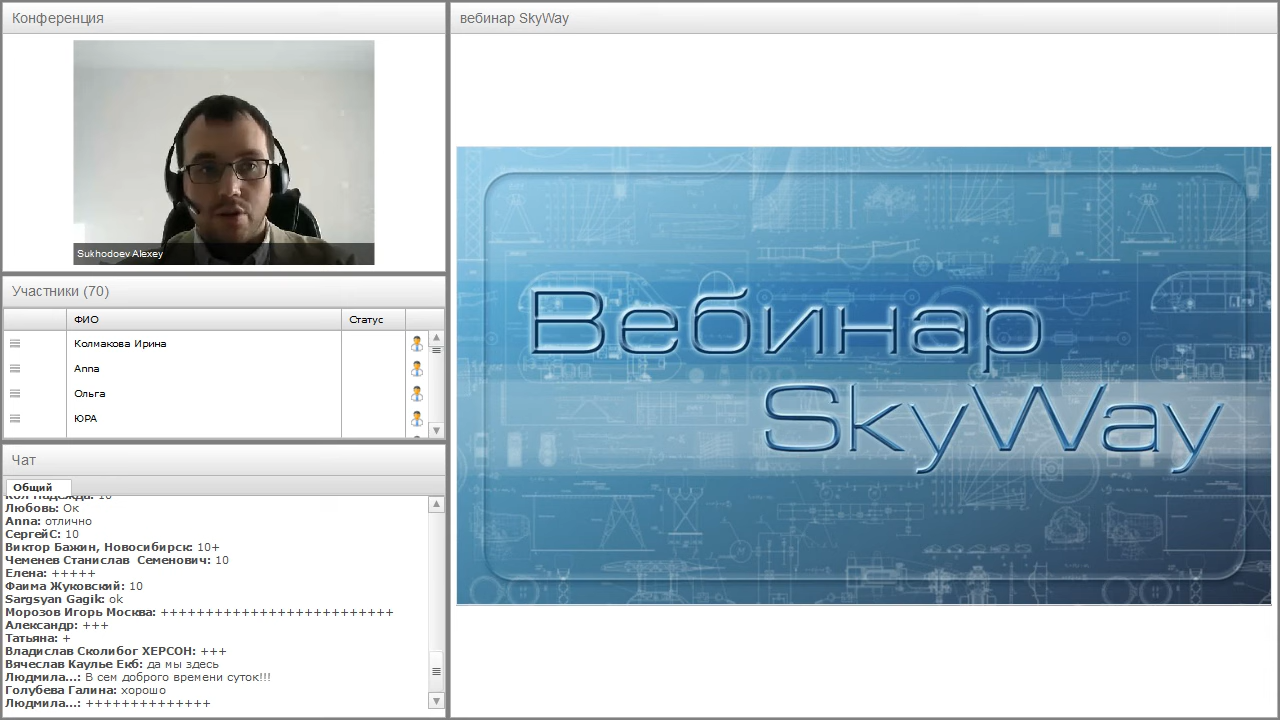 Конференция
вебинар SkyWay
Sukhodoev Alexey
Участники (70)
ФИО
Статус
Колмакова Ирина
Anna
Ольга
ЮРА
Чат
Общий
Любовь: Ок
Anna: отлично
СергейС: 10
Виктор Бажин, Новосибирск: 10+
Чеменев Станислав Семенович: 10
Елена: +++++
Фаима Жуковский: 10
Sargsyan Gagik: ok
Морозов Игорь Москва: ++++++++++++++++++++++++++
Александр: +++
Татьяна: +
Владислав Сколибог ХЕРСОН: +++
Вячеслав Каулье Екб: да мы здесь
Людмила...: В сем доброго времени суток!!!
Голубева Галина: хорошо
Людмила...: ++++++++++++++
Вебинар
SkyWay